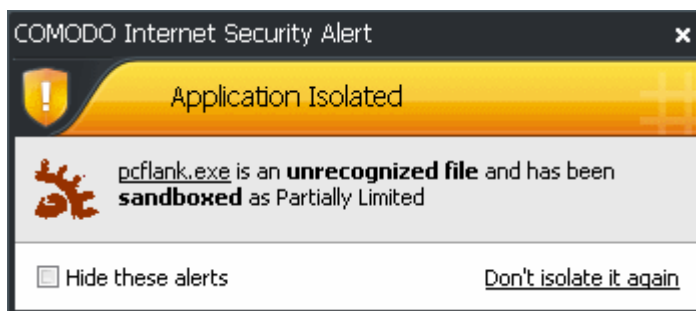 COMODO Internet Security Alert
Application Isolated
pcflank.exe is an unrecognized file and has been
sandboxed as Partially Limited
Hide these alerts
Don't isolate it again